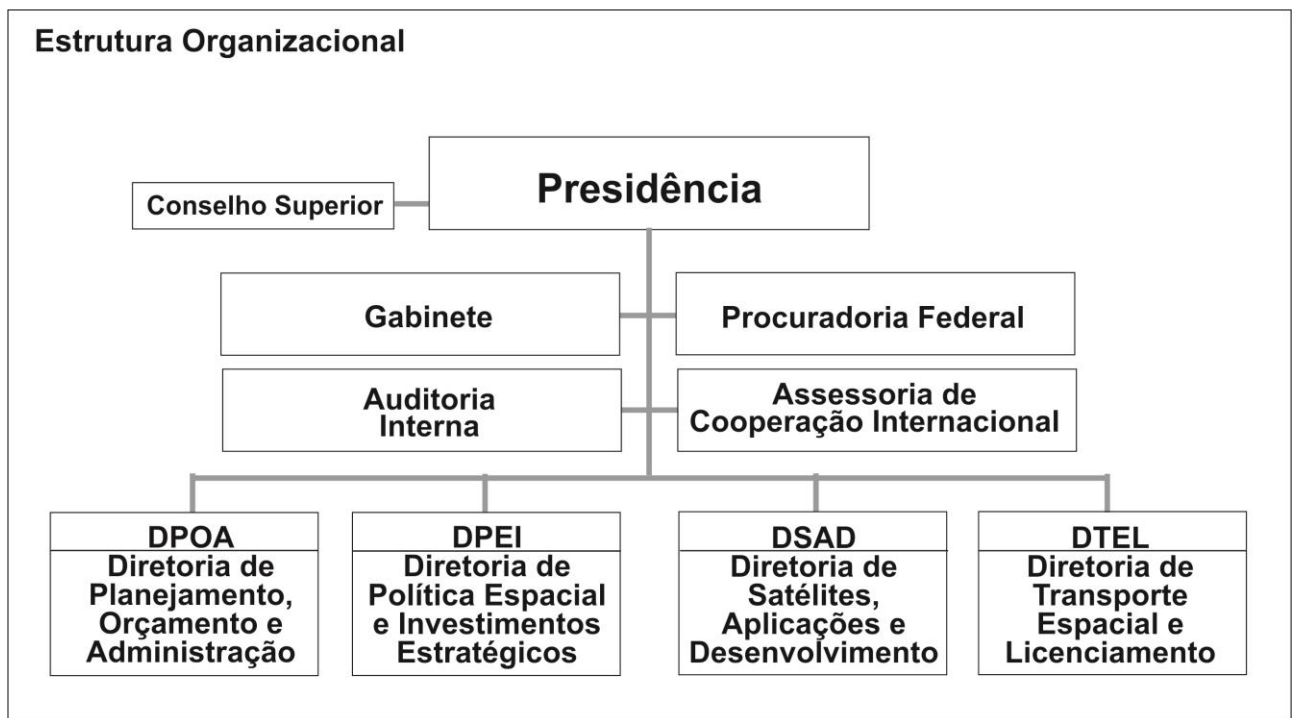 Estrutura Organizacional
Presidência
Conselho Superior
Gabinete
Procuradoria Federal
Auditoria
Interna
Assessoria de
Cooperação Internacional
DPOA
Diretoria de
Planejamento,
Orçamento e
Administração
DPEI
Diretoria de
Política Espacial
e Investimentos
Estratégicos
DSAD
Diretoria de
Satélites,
Aplicações e
Desenvolvimento
DTEL
Diretoria de
Transporte
Espacial e
Licenciamento